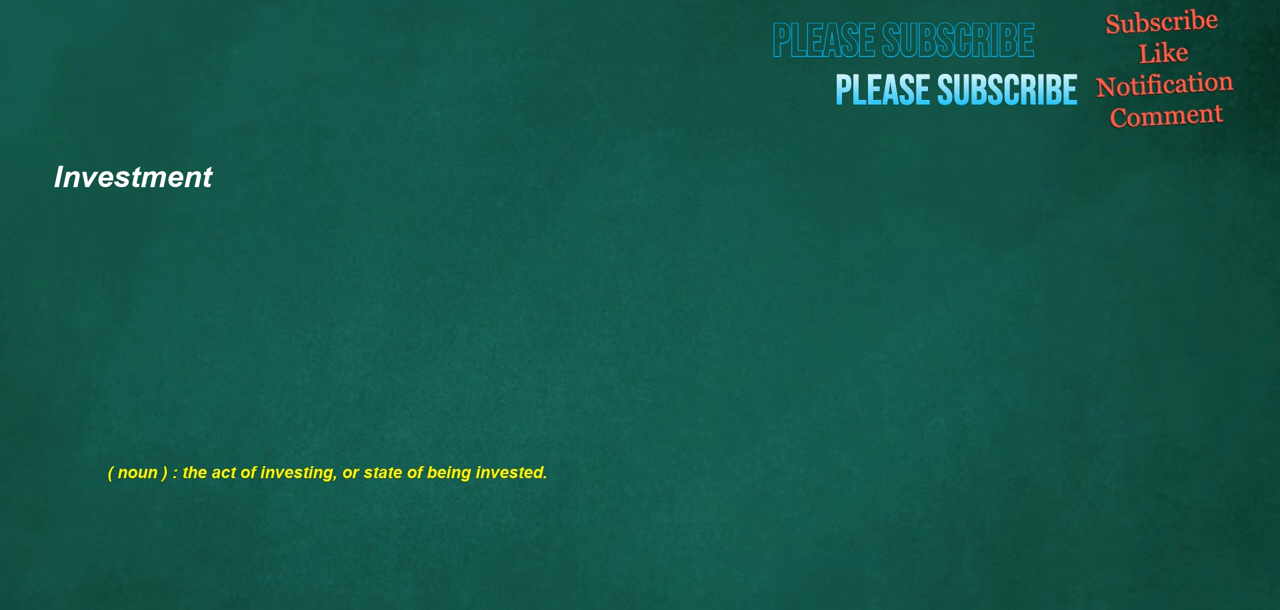 PLEASE SUBSCRIBE
PLEASE SUBSCRIBE
Subscribe
Like
Notification
Comment
Investment
( noun ) : the act of investing, or state of being invested.